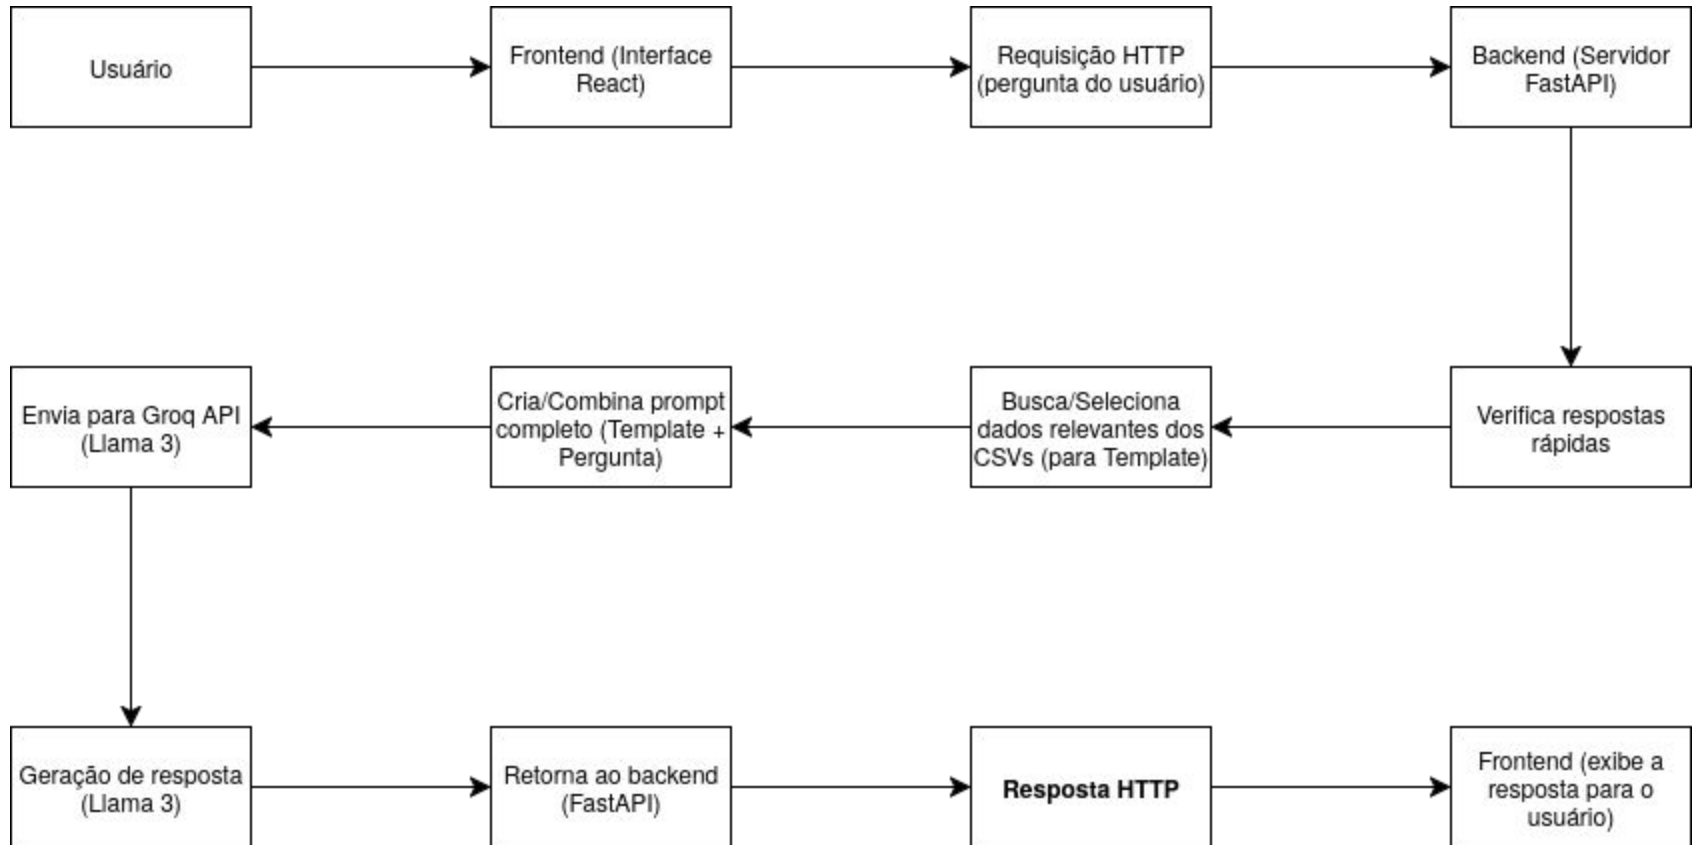 Usuário
Frontend (Interface
React)
Requisição HTTP
(pergunta do usuário)
Backend (Servidor
FastAPI)
Verifica respostas
rápidas
Busca/Seleciona
dados relevantes dos
CSVs (para Template)
Cria/Combina prompt
completo (Template +
Pergunta)
Envia para Groq API
(Llama 3)
Geração de resposta
(Llama 3)
Retorna ao backend
(FastAPI)
Resposta HTTP
Frontend (exibe a
resposta para o
usuário)